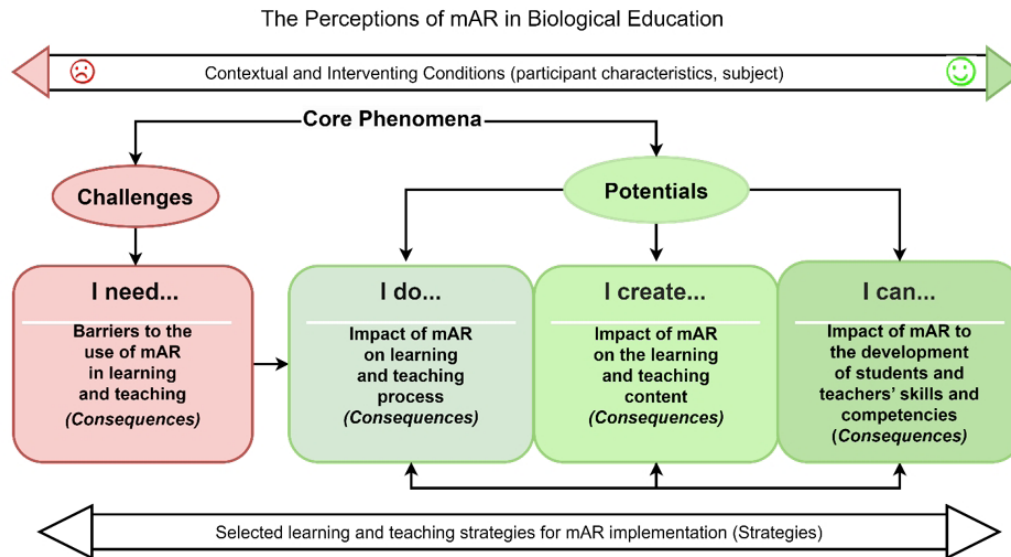 The Perceptions of mAR in Biological Education
Contextual and Interventing Conditions (participant characteristics, subject)
Core Phenomena
Challenges
Potentials
I need...
Barriers to the
use of mAR
in learning
and teaching
(Consequences)
I do...
Impact of mAR
on learning
and teaching
process
(Consequences)
I create...
Impact of mAR
on the learning
and teaching
content
(Consequences)
I can...
Impact of mAR to
the development
of students and
teachers' skills and
competencies
(Consequences)
Selected learning and teaching strategies for mAR implementation (Strategies)